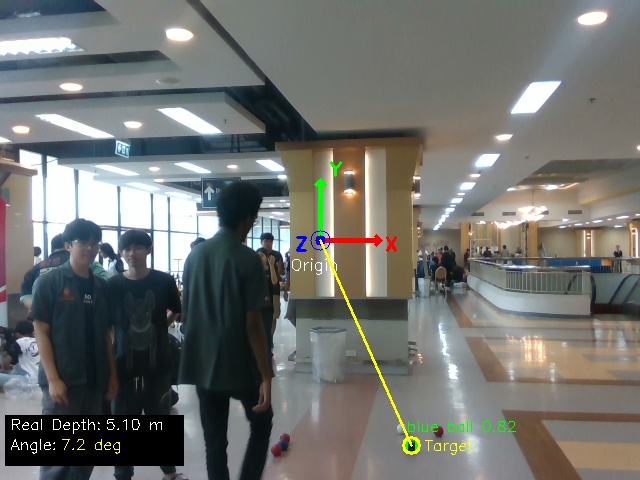 Y
Z
X
Origin
blue ball 0.82
Target
Real Depth: 5.10 m
Angle: 7.2 deg